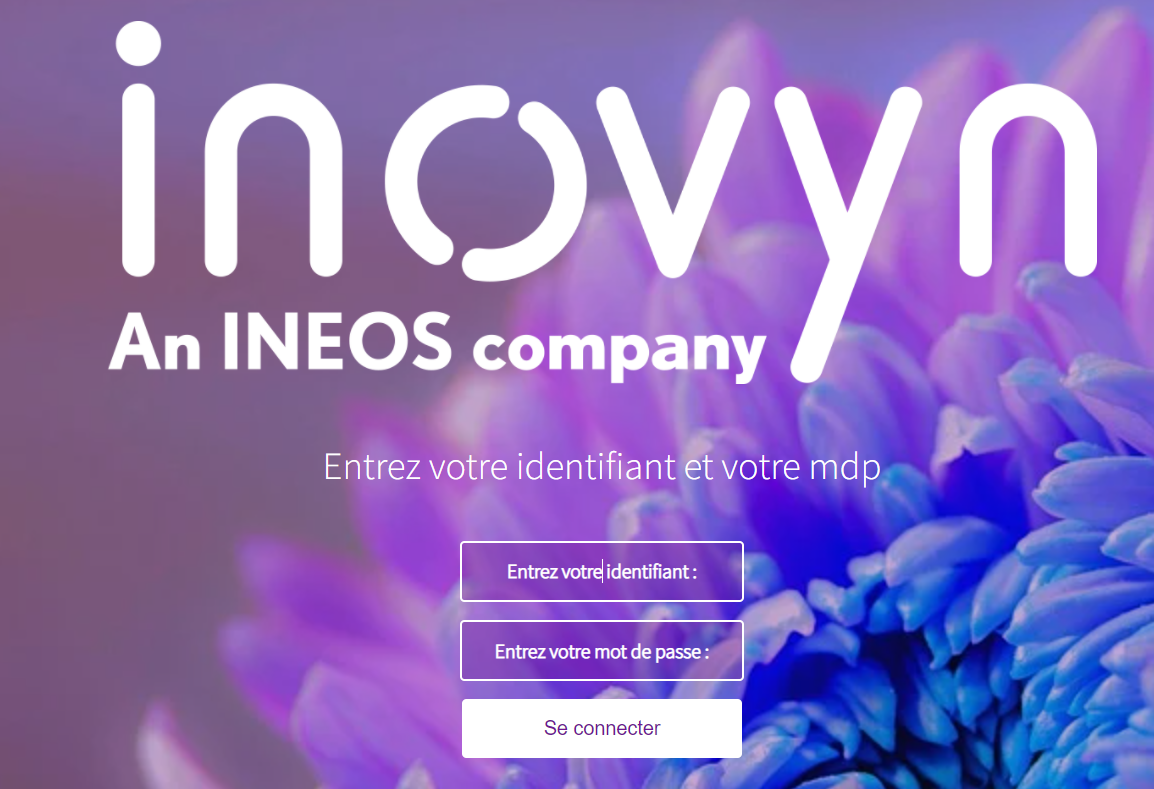 inovyn
An INEOS company
Entrez votre identifiant et votre mdp
Entrez votre identifiant :
Entrez votre mot de passe :
Se connecter